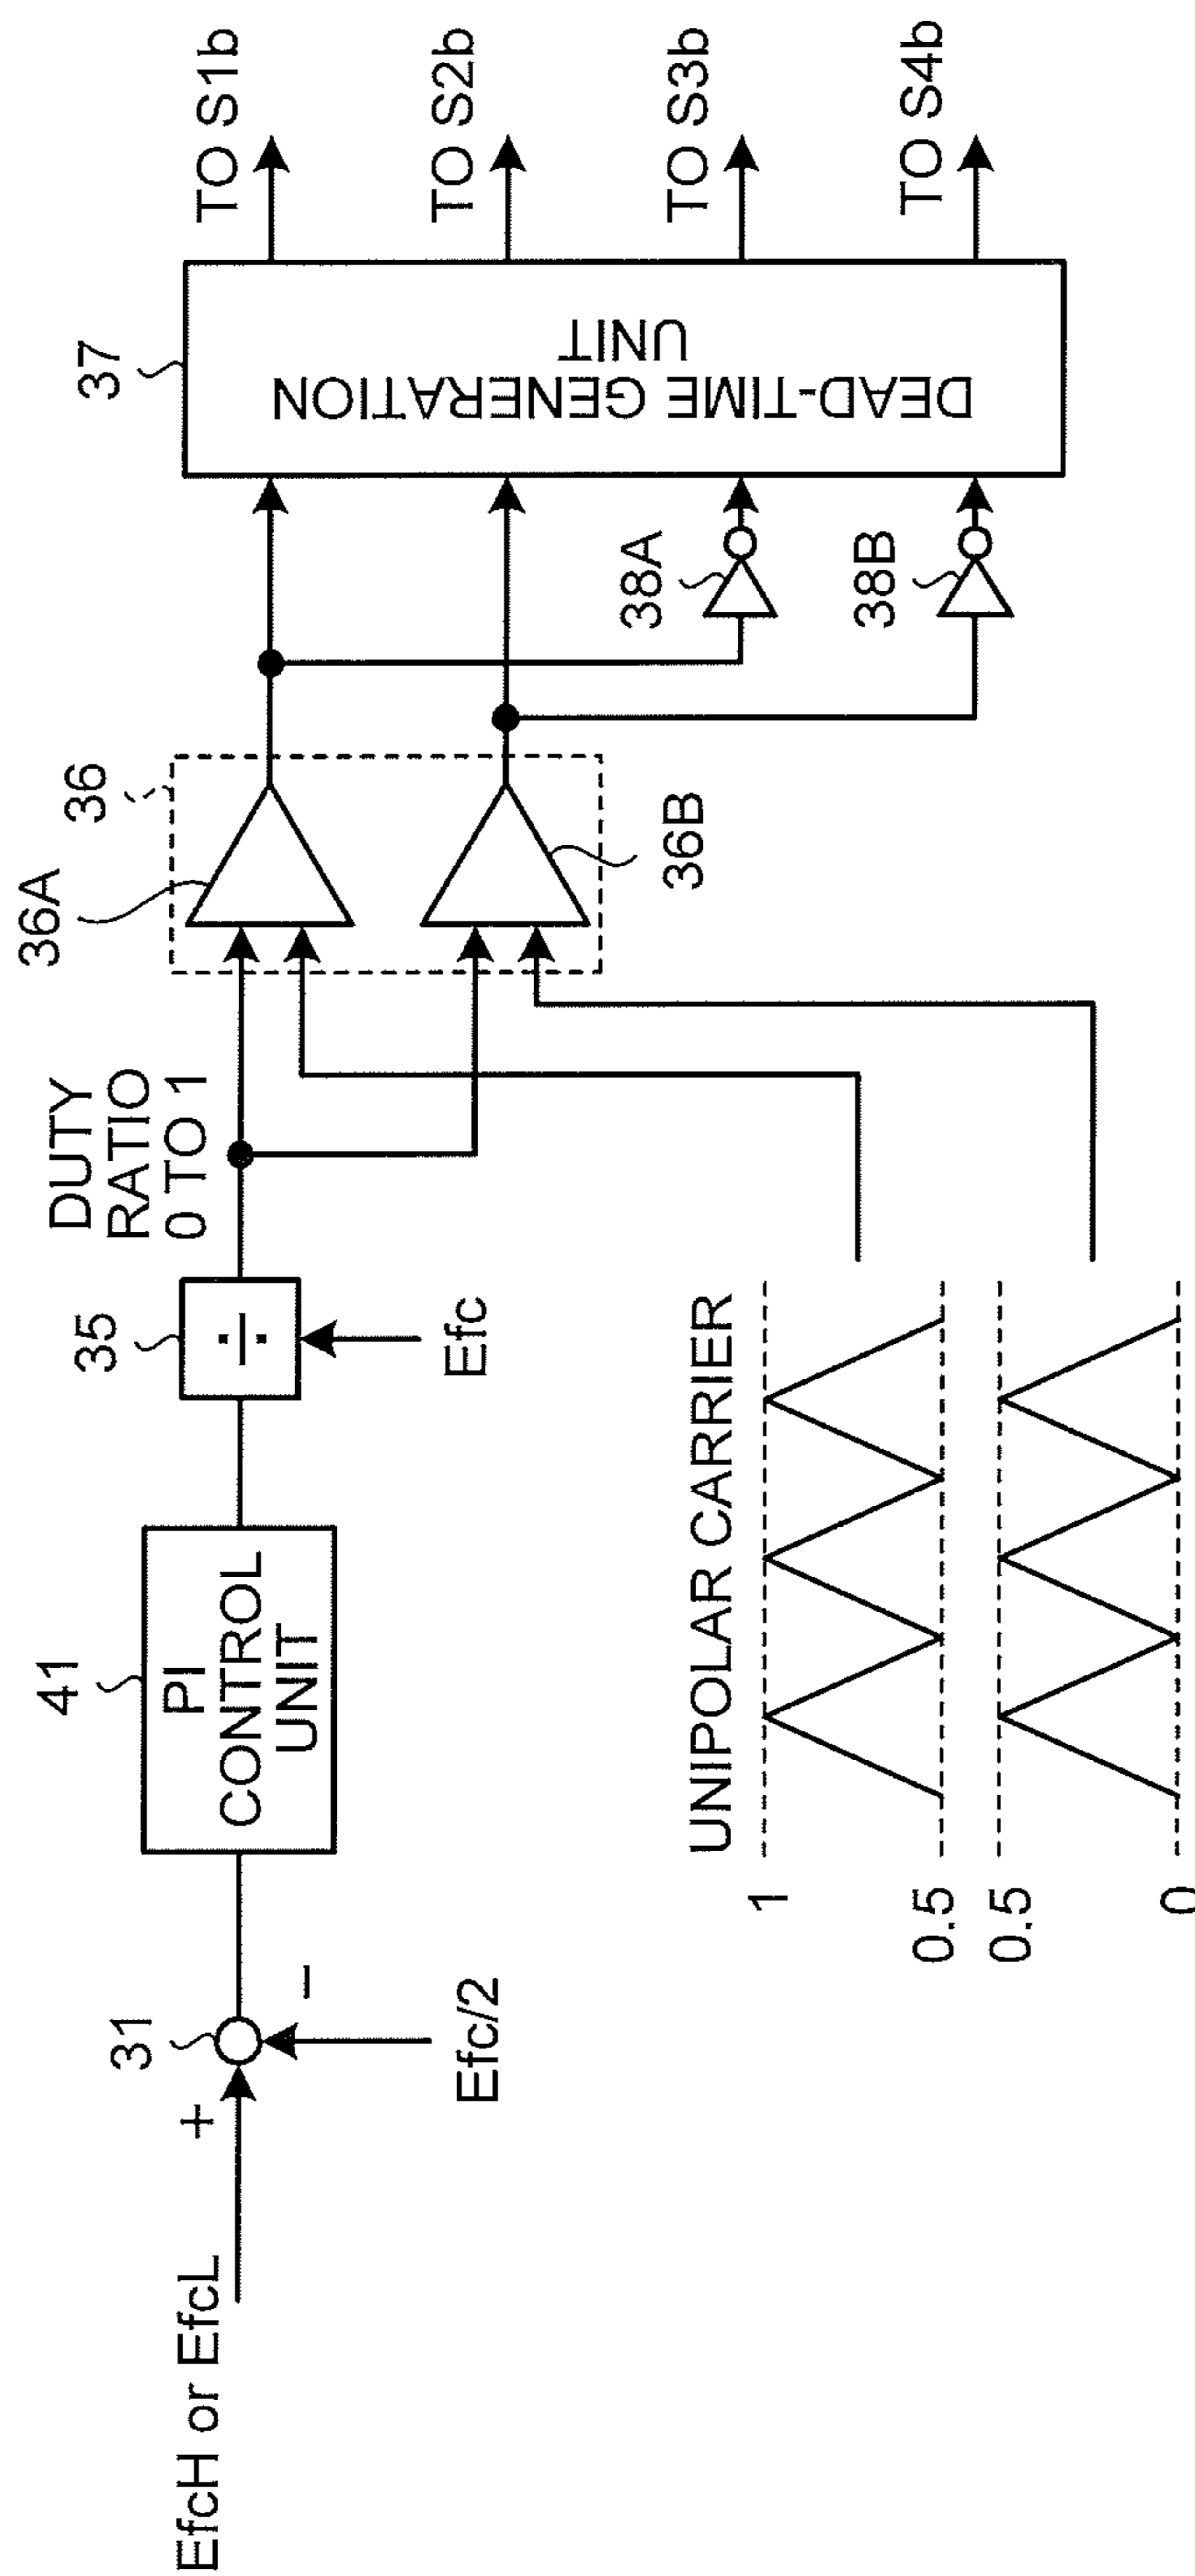 EfcH or EfcL
+
31
−
Efc/2
41
PI
CONTROL
UNIT
35
÷
Efc
DUTY
RATIO
0 TO 1
36A
36
36B
38A
38B
37
DEAD-TIME GENERATION
UNIT
TO S1b
TO S2b
TO S3b
TO S4b
UNIPOLAR CARRIER
1
0.5
0.5
0